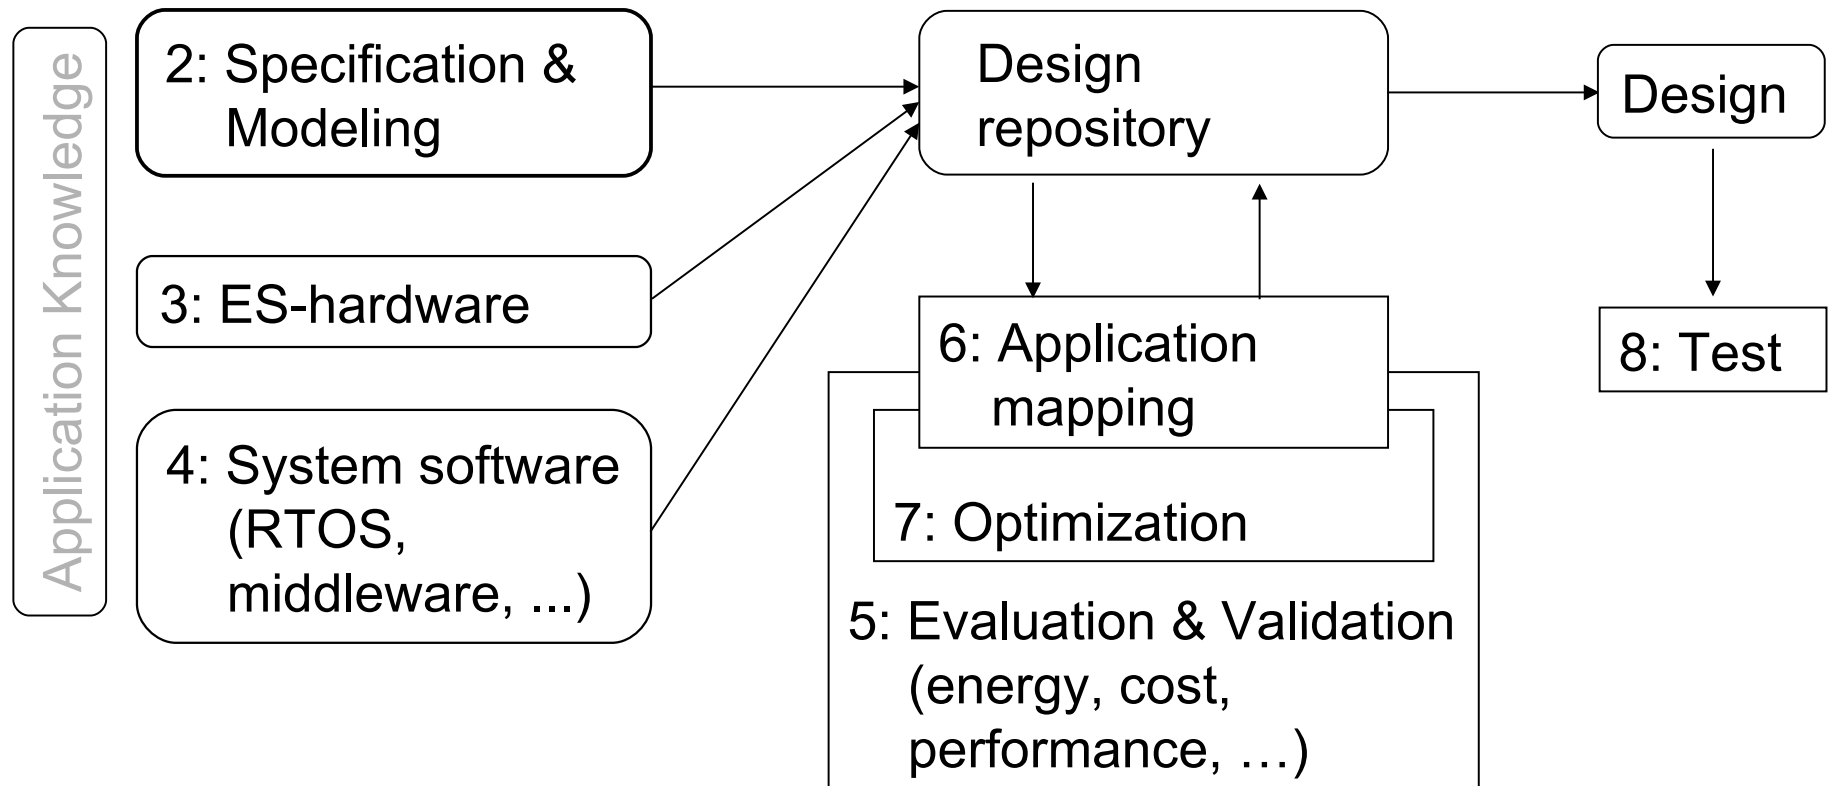 Application Knowledge
2: Specification &
Modeling
3: ES-hardware
4: System software
(RTOS,
middleware, ...)
Design
repository
6: Application
mapping
7: Optimization
5: Evaluation & Validation
(energy, cost,
performance, …)
Design
8: Test